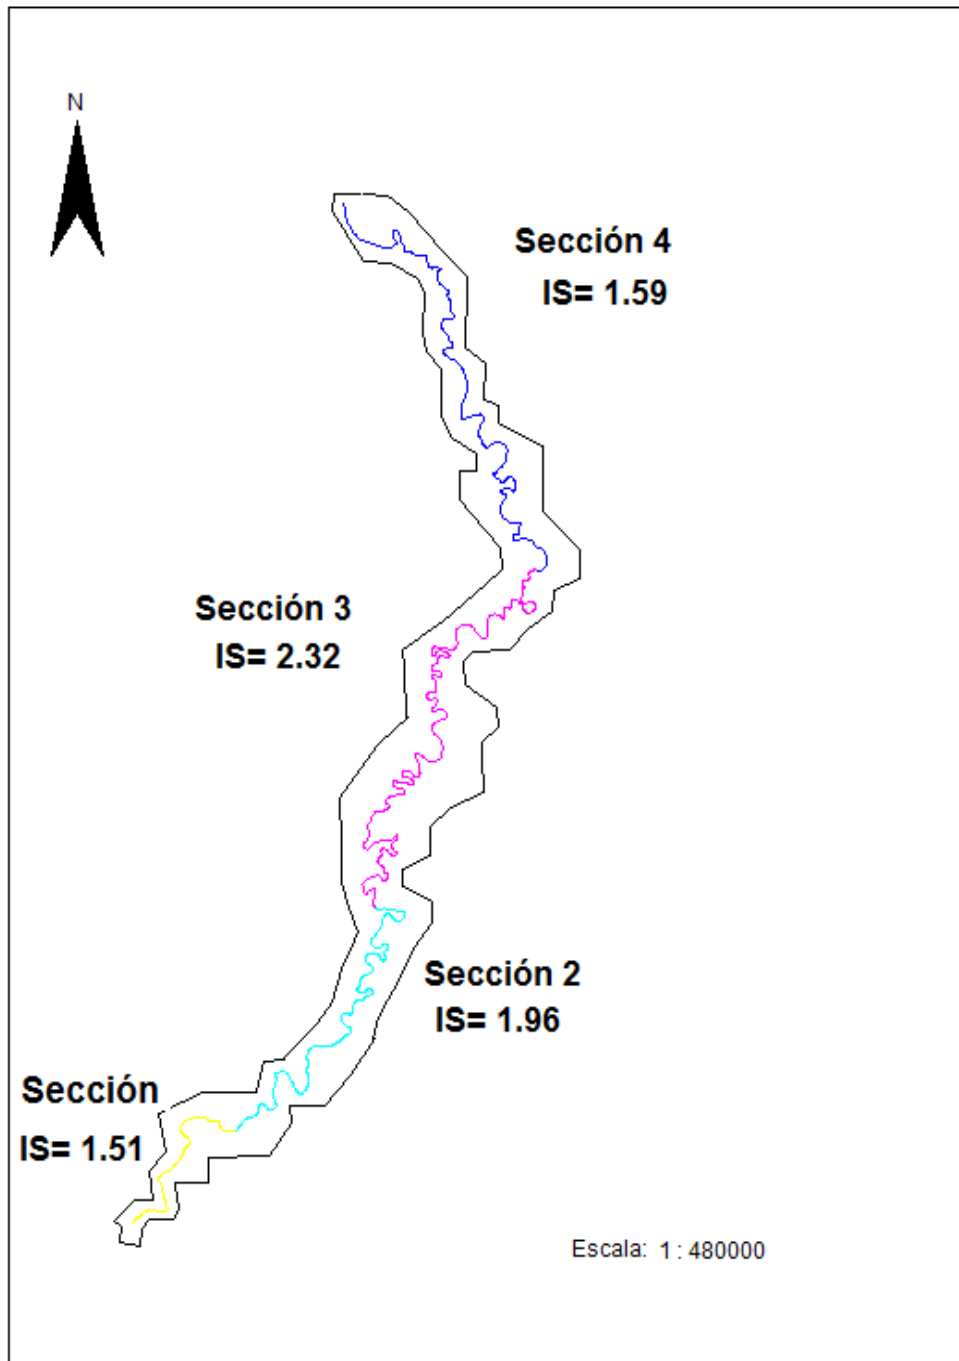 N
Sección 4
IS= 1.59
Sección 3
IS= 2.32
Sección 2
IS= 1.96
Sección
IS= 1.51
Escala: 1 : 480000